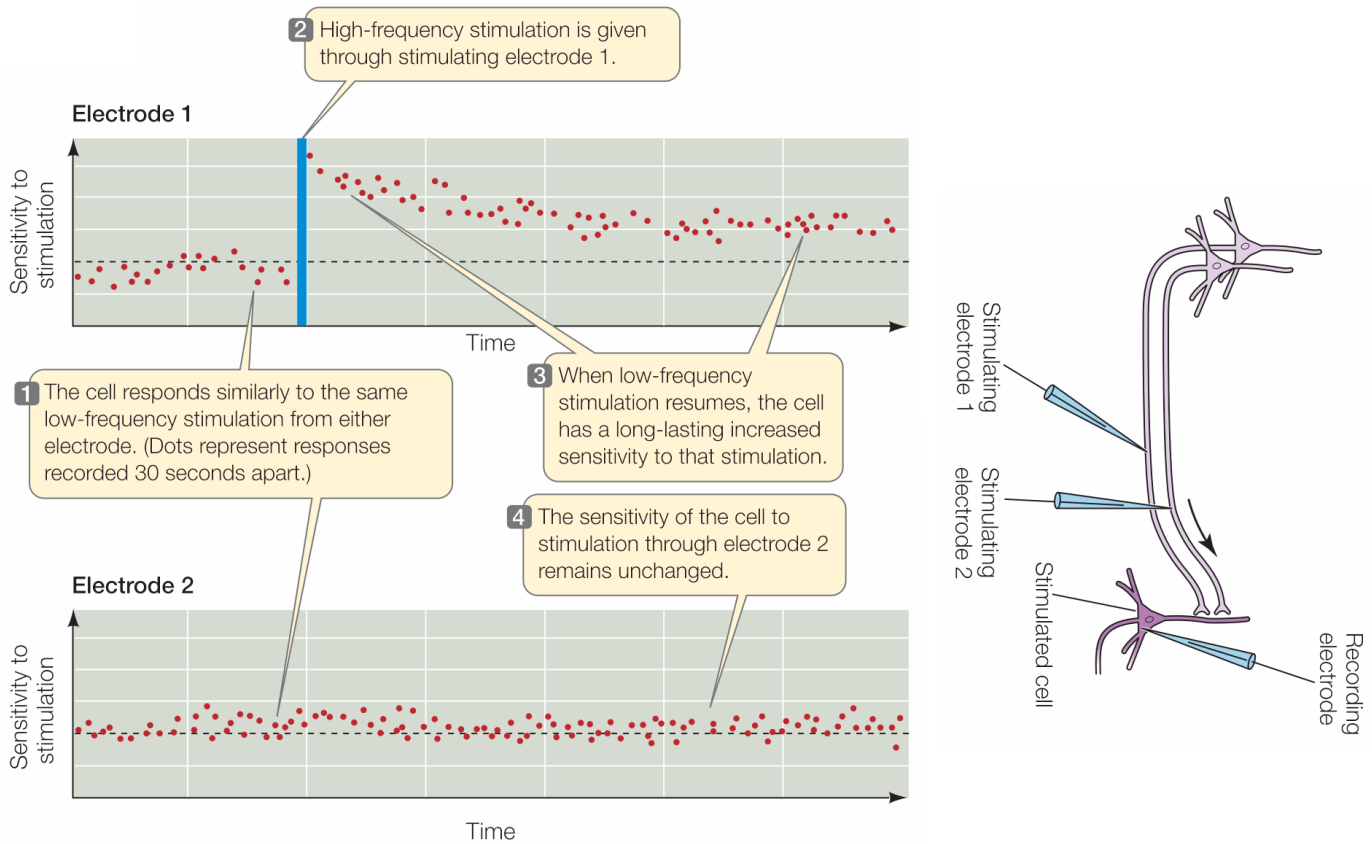 2 High-frequency stimulation is given
through stimulating electrode 1.
Electrode 1
Sensitivity to
stimulation
Time
1 The cell responds similarly to the same
low-frequency stimulation from either
electrode. (Dots represent responses
recorded 30 seconds apart.)
3 When low-frequency
stimulation resumes, the cell
has a long-lasting increased
sensitivity to that stimulation.
4 The sensitivity of the cell to
stimulation through electrode 2
remains unchanged.
Electrode 2
Sensitivity to
stimulation
Time
Stimulating
electrode 1
Stimulating
electrode 2
Stimulated cell
Recording
electrode